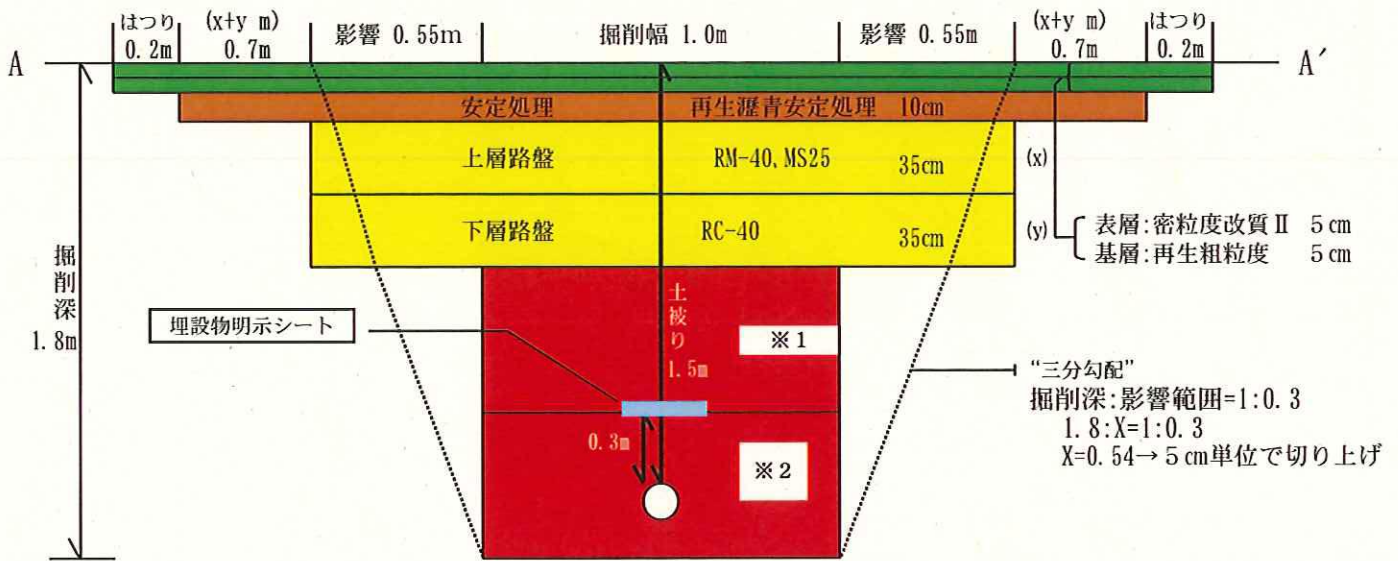 はつり
0.2m
(x+y m)
0.7m
影響 0.55m
掘削幅 1.0m
影響 0.55m
(x+y m)
0.7m
はつり
0.2m
A
A′
安定処理 再生瀝青安定処理 10cm
上層路盤 RM-40, MS25 35cm (x)
下層路盤 RC-40 35cm (y)
表層:密粒度改質Ⅱ 5cm
基層:再生粗粒度 5cm
掘削深
1.8m
埋設物明示シート
土被り
1.5m
※1
0.3m
※2
“三分勾配”
掘削深:影響範囲=1:0.3
1.8:X=1:0.3
X=0.54→5cm単位で切り上げ